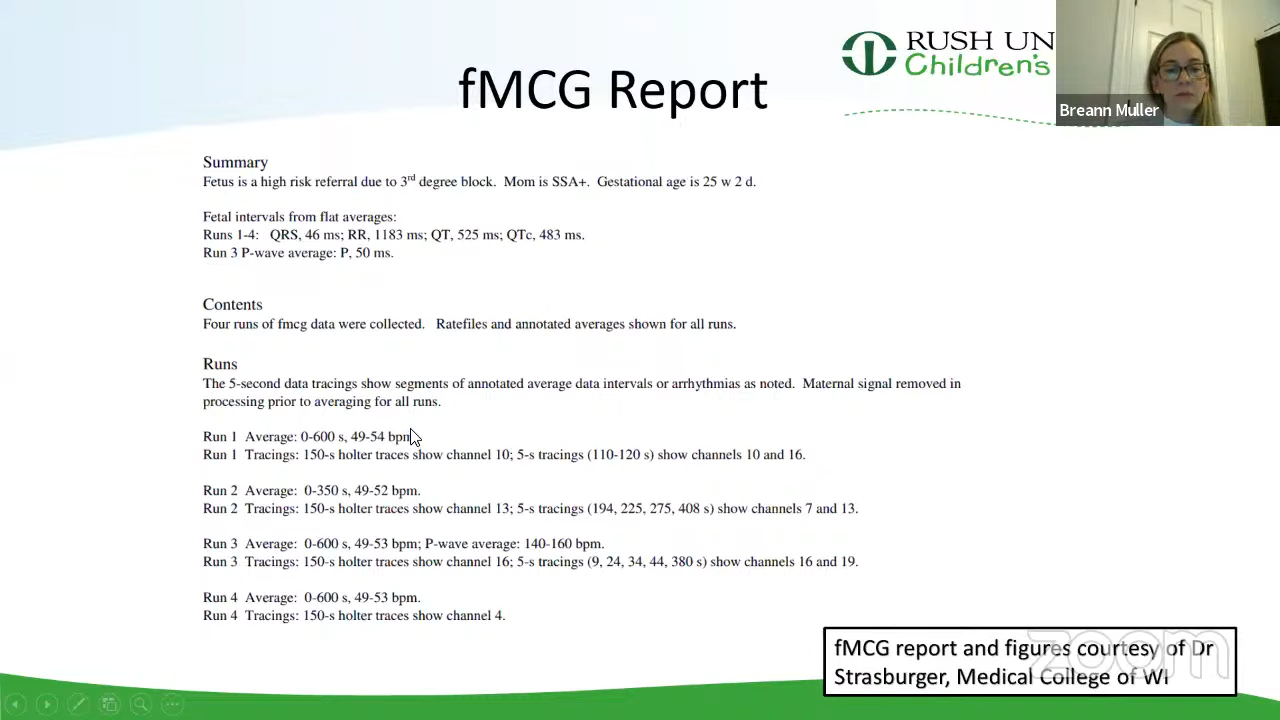 RUSH UN
Children's
Breann Muller
fMCG Report
Summary
Fetus is a high risk referral due to 3rd degree block. Mom is SSA+. Gestational age is 25 w 2 d.
Fetal intervals from flat averages:
Runs 1-4: QRS, 46 ms; RR, 1183 ms; QT, 525 ms; QTc, 483 ms.
Run 3 P-wave average: P, 50 ms.
Contents
Four runs of fmcg data were collected. Ratefiles and annotated averages shown for all runs.
Runs
The 5-second data tracings show segments of annotated average data intervals or arrhythmias as noted. Maternal signal removed in
processing prior to averaging for all runs.
Run 1 Average: 0-600 s, 49-54 bpm
Run 1 Tracings: 150-s holter traces show channel 10; 5-s tracings (110-120 s) show channels 10 and 16.
Run 2 Average: 0-350 s, 49-52 bpm.
Run 2 Tracings: 150-s holter traces show channel 13; 5-s tracings (194, 225, 275, 408 s) show channels 7 and 13.
Run 3 Average: 0-600 s, 49-53 bpm; P-wave average: 140-160 bpm.
Run 3 Tracings: 150-s holter traces show channel 16; 5-s tracings (9, 24, 34, 44, 380 s) show channels 16 and 19.
Run 4 Average: 0-600 s, 49-53 bpm.
Run 4 Tracings: 150-s holter traces show channel 4.
fMCG report and figures courtesy of Dr
Strasburger, Medical College of WI
zoom